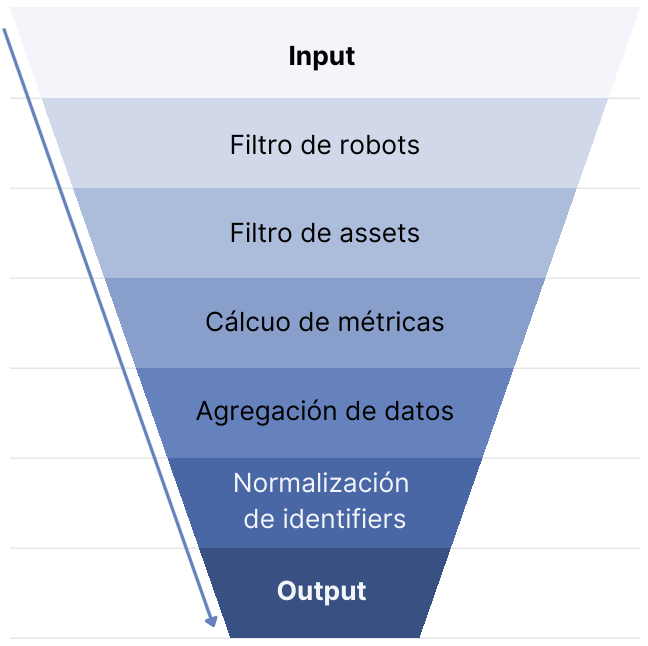 Input
Filtro de robots
Filtro de assets
Cálcuo de métricas
Agregación de datos
Normalización
de identifiers
Output